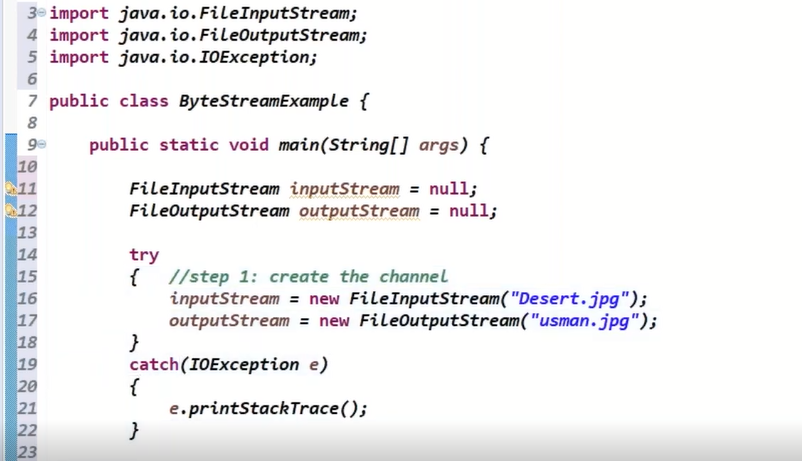 3 import java.io.FileInputStream;
4 import java.io.FileOutputStream;
5 import java.io.IOException;
6
7 public class ByteStreamExample {
8
9 public static void main(String[] args) {
10
11 FileInputStream inputStream = null;
12 FileOutputStream outputStream = null;
13
14 try
15 { //step 1: create the channel
16 inputStream = new FileInputStream("Desert.jpg");
17 outputStream = new FileOutputStream("usman.jpg");
18 }
19 catch(IOException e)
20 {
21 e.printStackTrace();
22 }
23